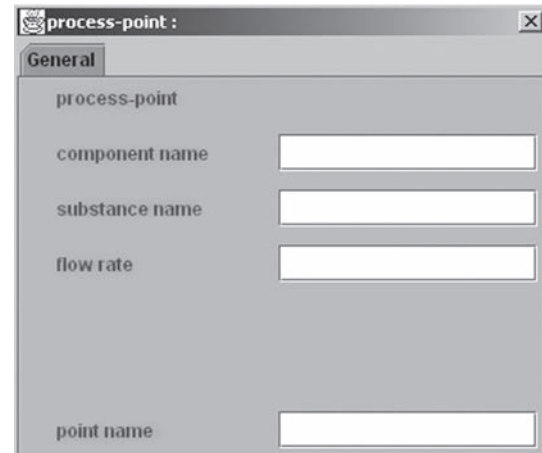 process-point :
General
process-point
component name
substance name
flow rate
point name